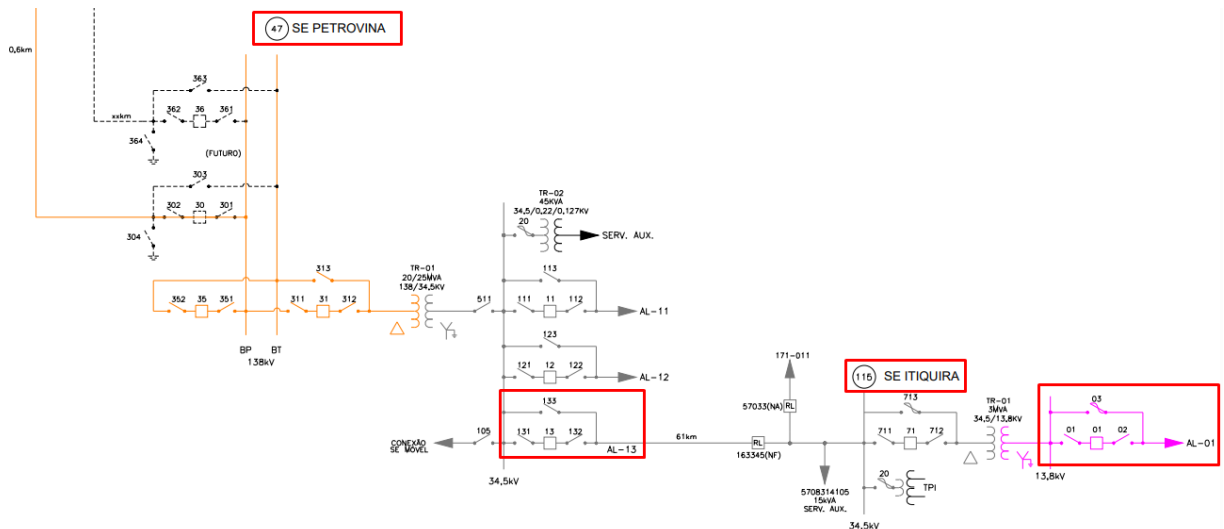 47 SE PETROVINA
0,6km
363
362 36 361
xxkm
364
(FUTURO)
303
302 30 301
304
TR-02
45KVA
34,5/0,22/0,127KV
20
SERV. AUX.
313
TR-01
20/25MVA
138/34,5KV
352 35 351
311 31 312
511
113
111 11 112
AL-11
BP BT
138kV
123
121 12 122
AL-12
171-011
57033(NA) RL
115 SE ITIQUIRA
133
105
131 13 132
CONEXÃO
SE MÓVEL
AL-13
61km
RL
163345(NF)
713
711 71 712
TR-01
3MVA
34,5/13,8KV
03
01 01 02
AL-01
20
TPI
5708314105
15kVA
SERV. AUX.
13,8kV
34,5kV
34,5kV